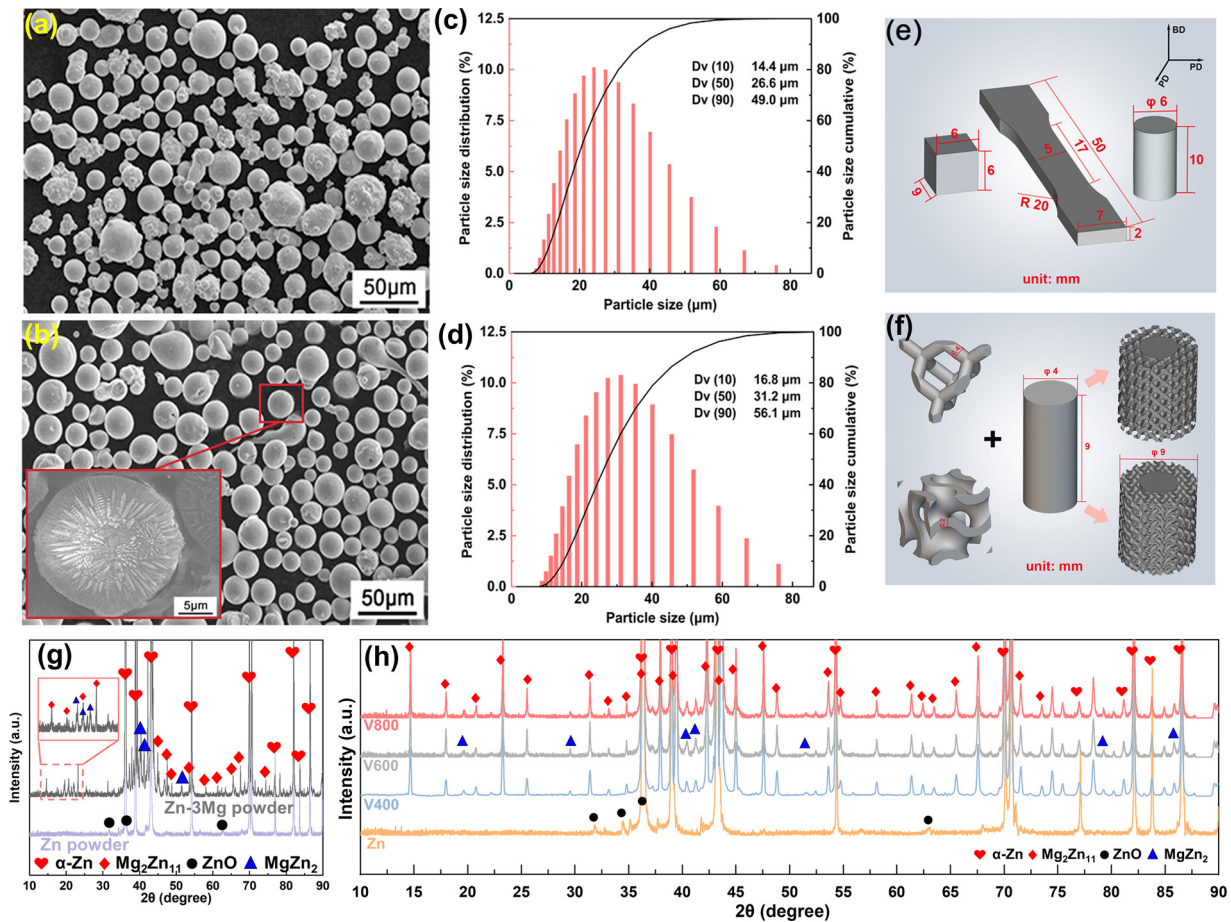 (a)
50μm
(c)
12.5
10.0
7.5
5.0
2.5
0.0
Particle size distribution (%)
100
80
60
40
20
0
Particle size cumulative (%)
Dv (10) 14.4 μm
Dv (50) 26.6 μm
Dv (90) 49.0 μm
0 20 40 60 80
Particle size (μm)
(e)
BD
PD
PD
φ 6
10
6
6
6
50
17
5
R 20
7
2
unit: mm
(b)
5μm
50μm
(d)
12.5
10.0
7.5
5.0
2.5
0.0
Particle size distribution (%)
100
80
60
40
20
0
Particle size cumulative (%)
Dv (10) 16.8 μm
Dv (50) 31.2 μm
Dv (90) 56.1 μm
0 20 40 60 80
Particle size (μm)
(f)
0.4
+
φ 4
9
φ 9
0.2
unit: mm
(g)
Intensity (a.u.)
Zn-3Mg powder
Zn powder
α-Zn Mg2Zn11 ZnO MgZn2
10 20 30 40 50 60 70 80 90
2θ (degree)
(h)
Intensity (a.u.)
V800
V600
V400
Zn
α-Zn Mg2Zn11 ZnO MgZn2
10 15 20 25 30 35 40 45 50 55 60 65 70 75 80 85 90
2θ (degree)